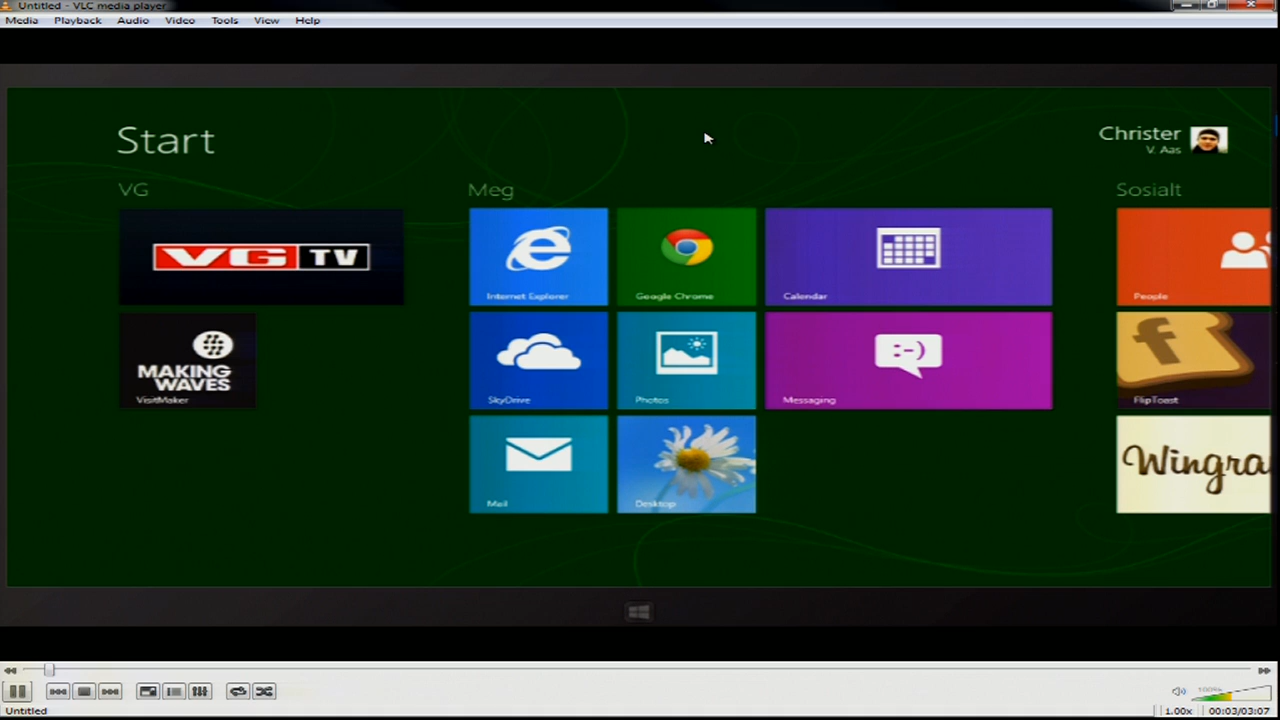 Untitled - VLC media player
Media Playback Audio Video Tools View Help
Start
Christer
V. Aas
VG
Meg
Sosialt
VG TV
Internet Explorer
Google Chrome
Calendar
People
MAKING
WAVES
VisitMaker
SkyDrive
Photos
:-)
Messaging
f
FlipToast
Mail
Desktop
Wingra
100%
Untitled
1.00x
00:03/03:07